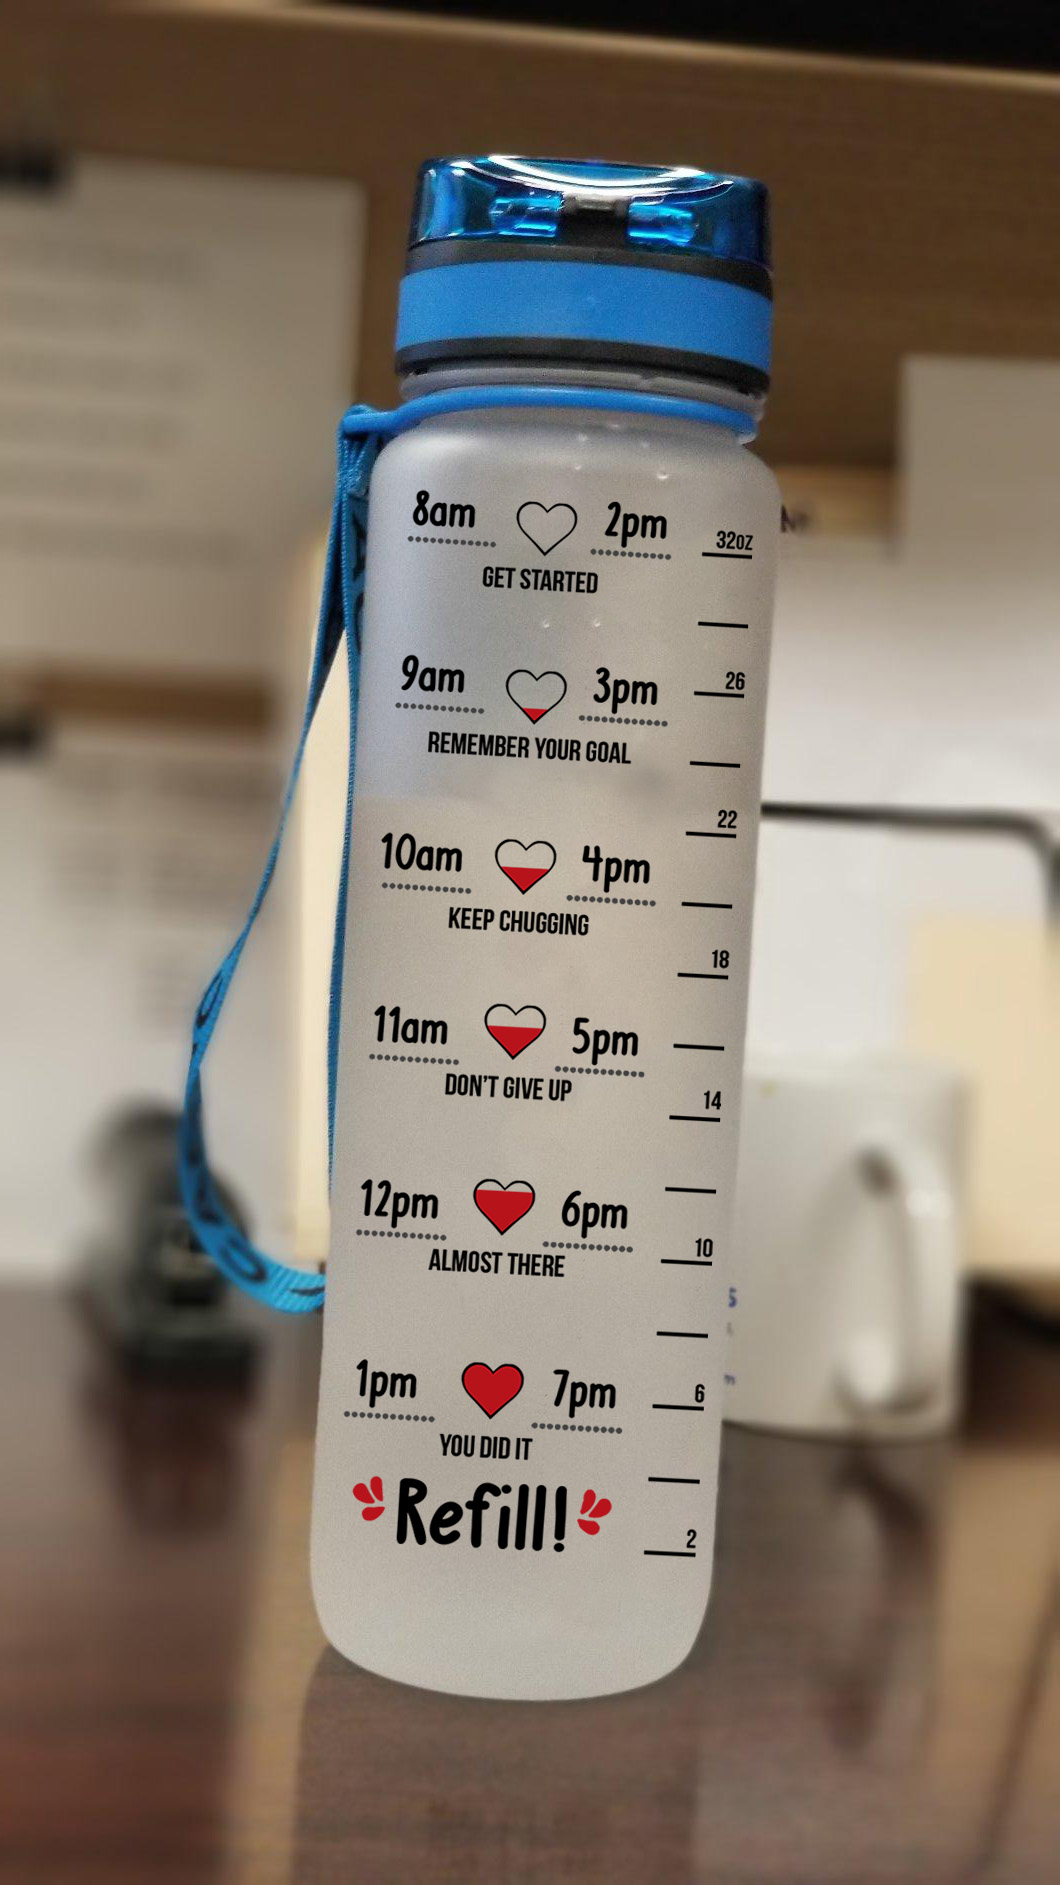 8am 2pm
32OZ
GET STARTED
9am 3pm
26
REMEMBER YOUR GOAL
22
10am 4pm
KEEP CHUGGING
18
11am 5pm
DON'T GIVE UP
14
12pm 6pm
10
ALMOST THERE
1pm 7pm
6
YOU DID IT
Refill!
2